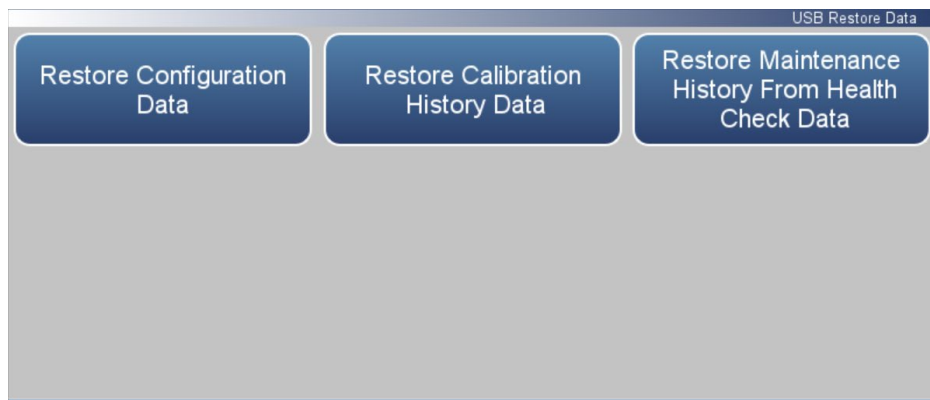 USB Restore Data
Restore Configuration
Data
Restore Calibration
History Data
Restore Maintenance
History From Health
Check Data